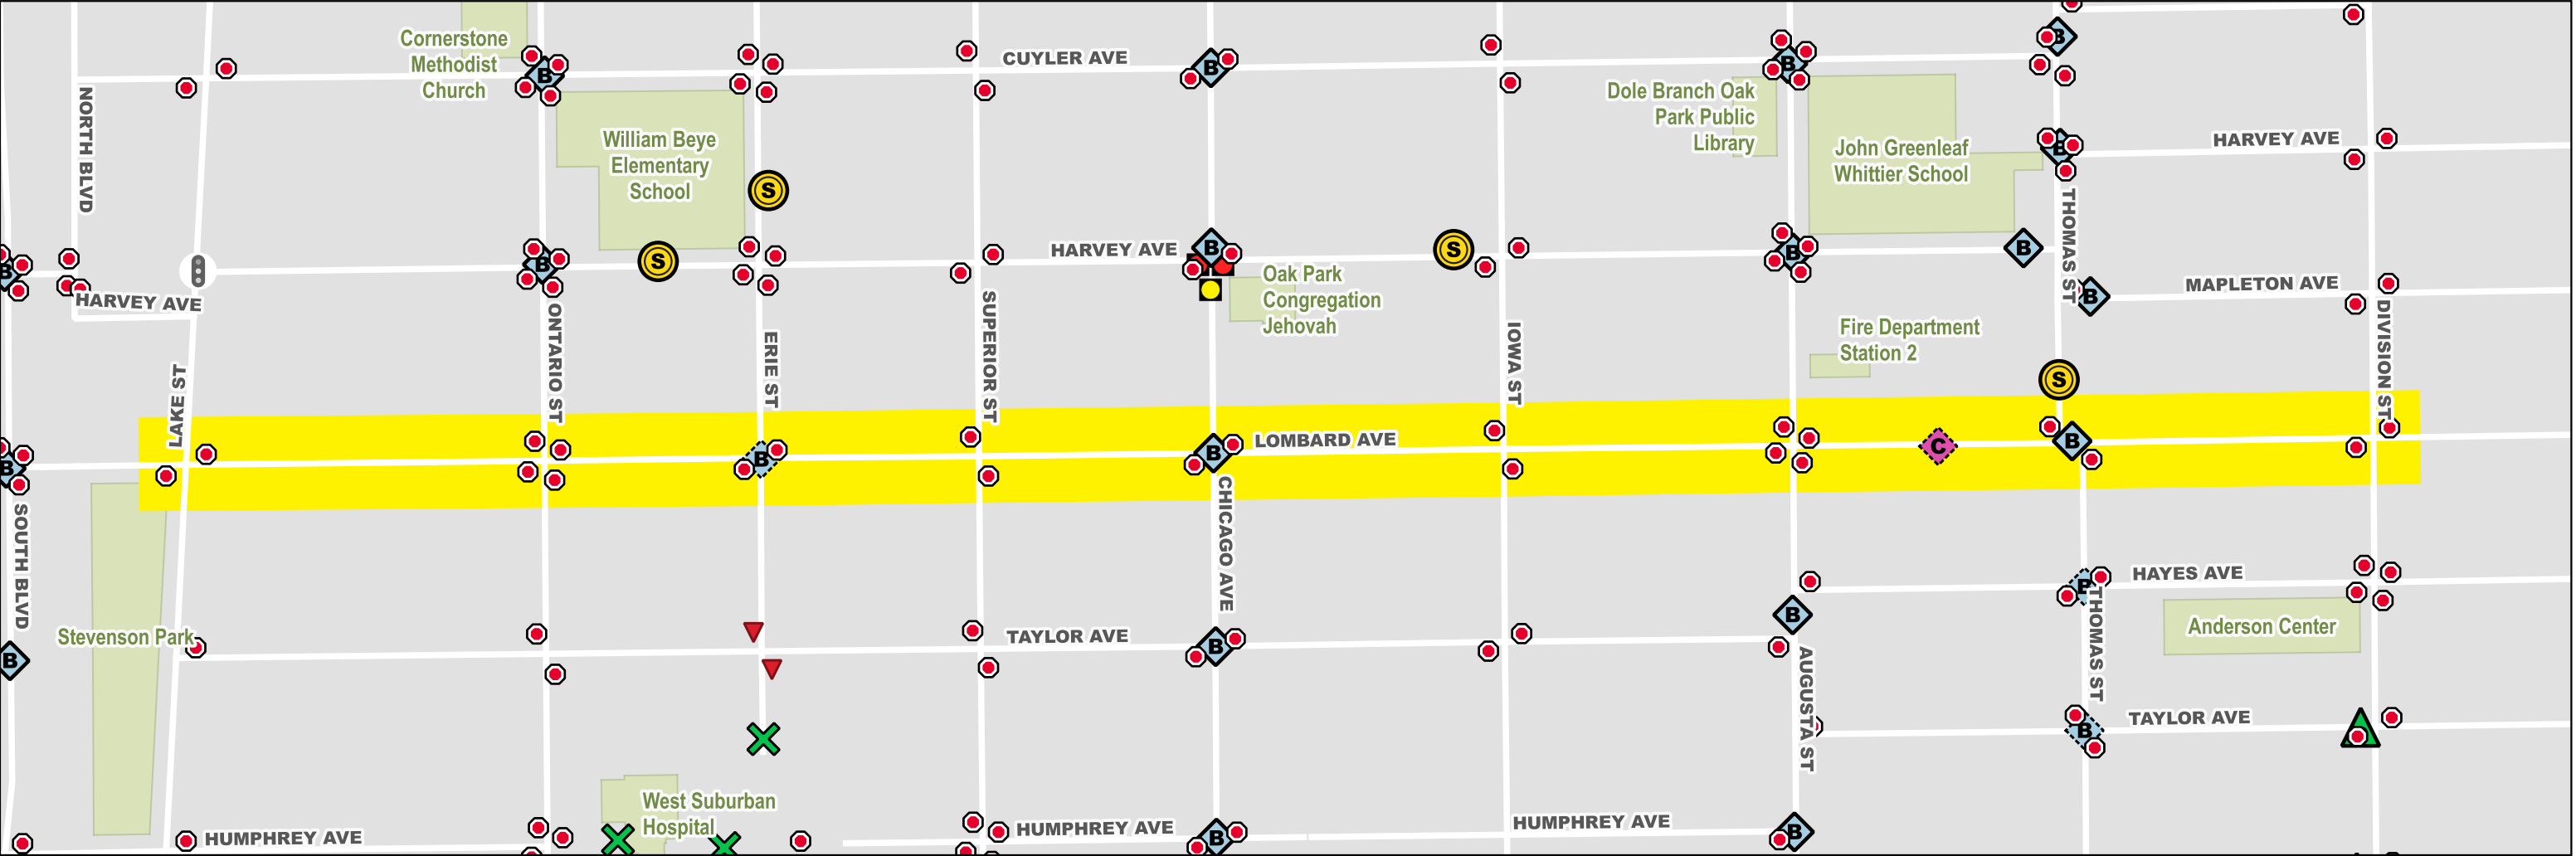 Cornerstone
Methodist
Church
CUYLER AVE
B
B
B
B
NORTH BLVD
William Beye
Elementary
School
Dole Branch Oak
Park Public
Library
John Greenleaf
Whittier School
HARVEY AVE
B
S
THOMAS ST
HARVEY AVE
B
S
B
S
B
B
B
HARVEY AVE
Oak Park
Congregation
Jehovah
MAPLETON AVE
B
ONTARIO ST
ERIE ST
SUPERIOR ST
IOWA ST
Fire Department
Station 2
DIVISION ST
LAKE ST
S
B
B
B
LOMBARD AVE
C
B
SOUTH BLVD
CHICAGO AVE
HAYES AVE
B
THOMAS ST
Stevenson Park
TAYLOR AVE
B
B
B
Anderson Center
AUGUSTA ST
TAYLOR AVE
B
West Suburban
Hospital
HUMPHREY AVE
HUMPHREY AVE
B
HUMPHREY AVE
B